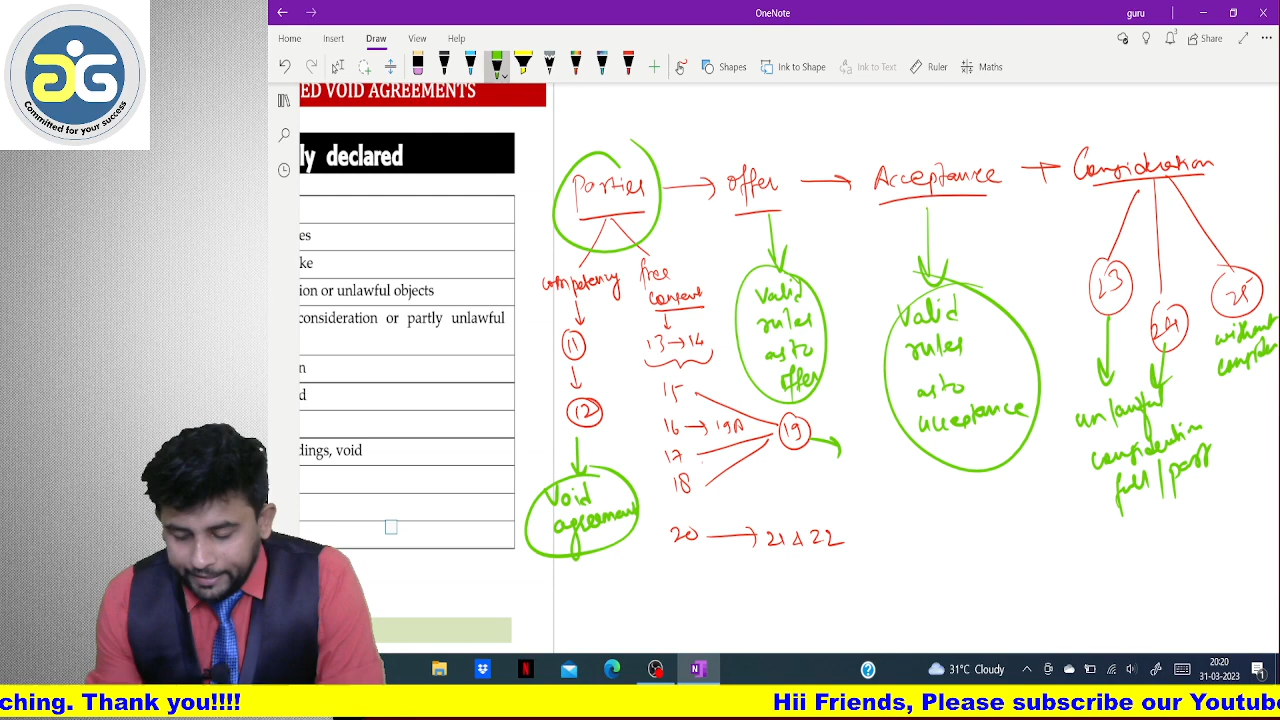 Committed for your success
OneNote
guru
Home
Insert
Draw
View
Help
3
Share
Shapes
Ink to Shape
Ink to Text
Ruler
Maths
ED VOID AGREEMENTS
ly declared
es
ke
ion or unlawful objects
consideration or partly unlawful
n
d
dings, void
Parties
offer
Acceptance
Consideration
competency
free
consent
11
12
Void
agreement
13 → 14
15
16 → 19A
17
18
19
20 → 21 & 22
Valid
rules
as to
offer
Valid
rules
as to
acceptance
23
24
25
without
unlawful
consideration
full / part
31°C Cloudy
20:20
31-03-2023
1
ching. Thank you!!!!
Hii Friends, Please subscribe our Youtube